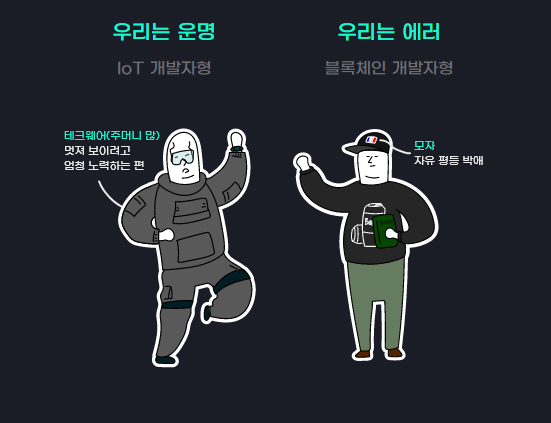 우리는 운명
IoT 개발자형
테크웨어(주머니 많)
멋져 보이려고
엄청 노력하는 편
우리는 에러
블록체인 개발자형
모자
자유 평등 박애